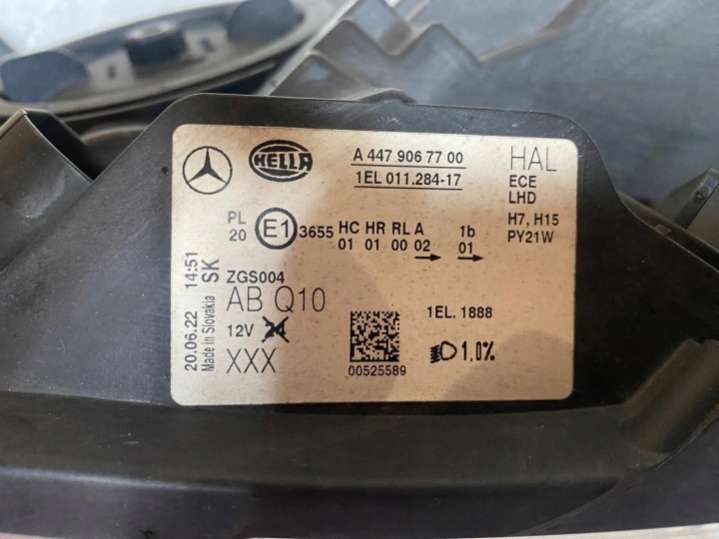 HELLA
A 447 906 77 00
1EL 011.284-17
HAL
ECE
LHD
H7, H15
PY21W
PL
20
E1
3655
HC HR RL A
01 01 00 02
1b
01
ZGS004
AB Q10
12V 24
XXX
00525589
1EL. 1888
1,0%
20.06.22 14:51
Made in Slovakia SK